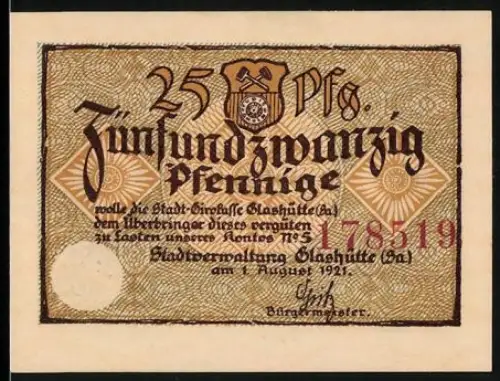 25 Pfg.
Fünfundzwanzig
Pfennige
wolle die Stadt-Girokasse Glashütte (Sa)
dem Überbringer dieses vergüten
zu Lasten unseres Kontos № 5
178519
Stadtverwaltung Glashütte (Sa)
am 1. August 1921.
Bürgermeister.